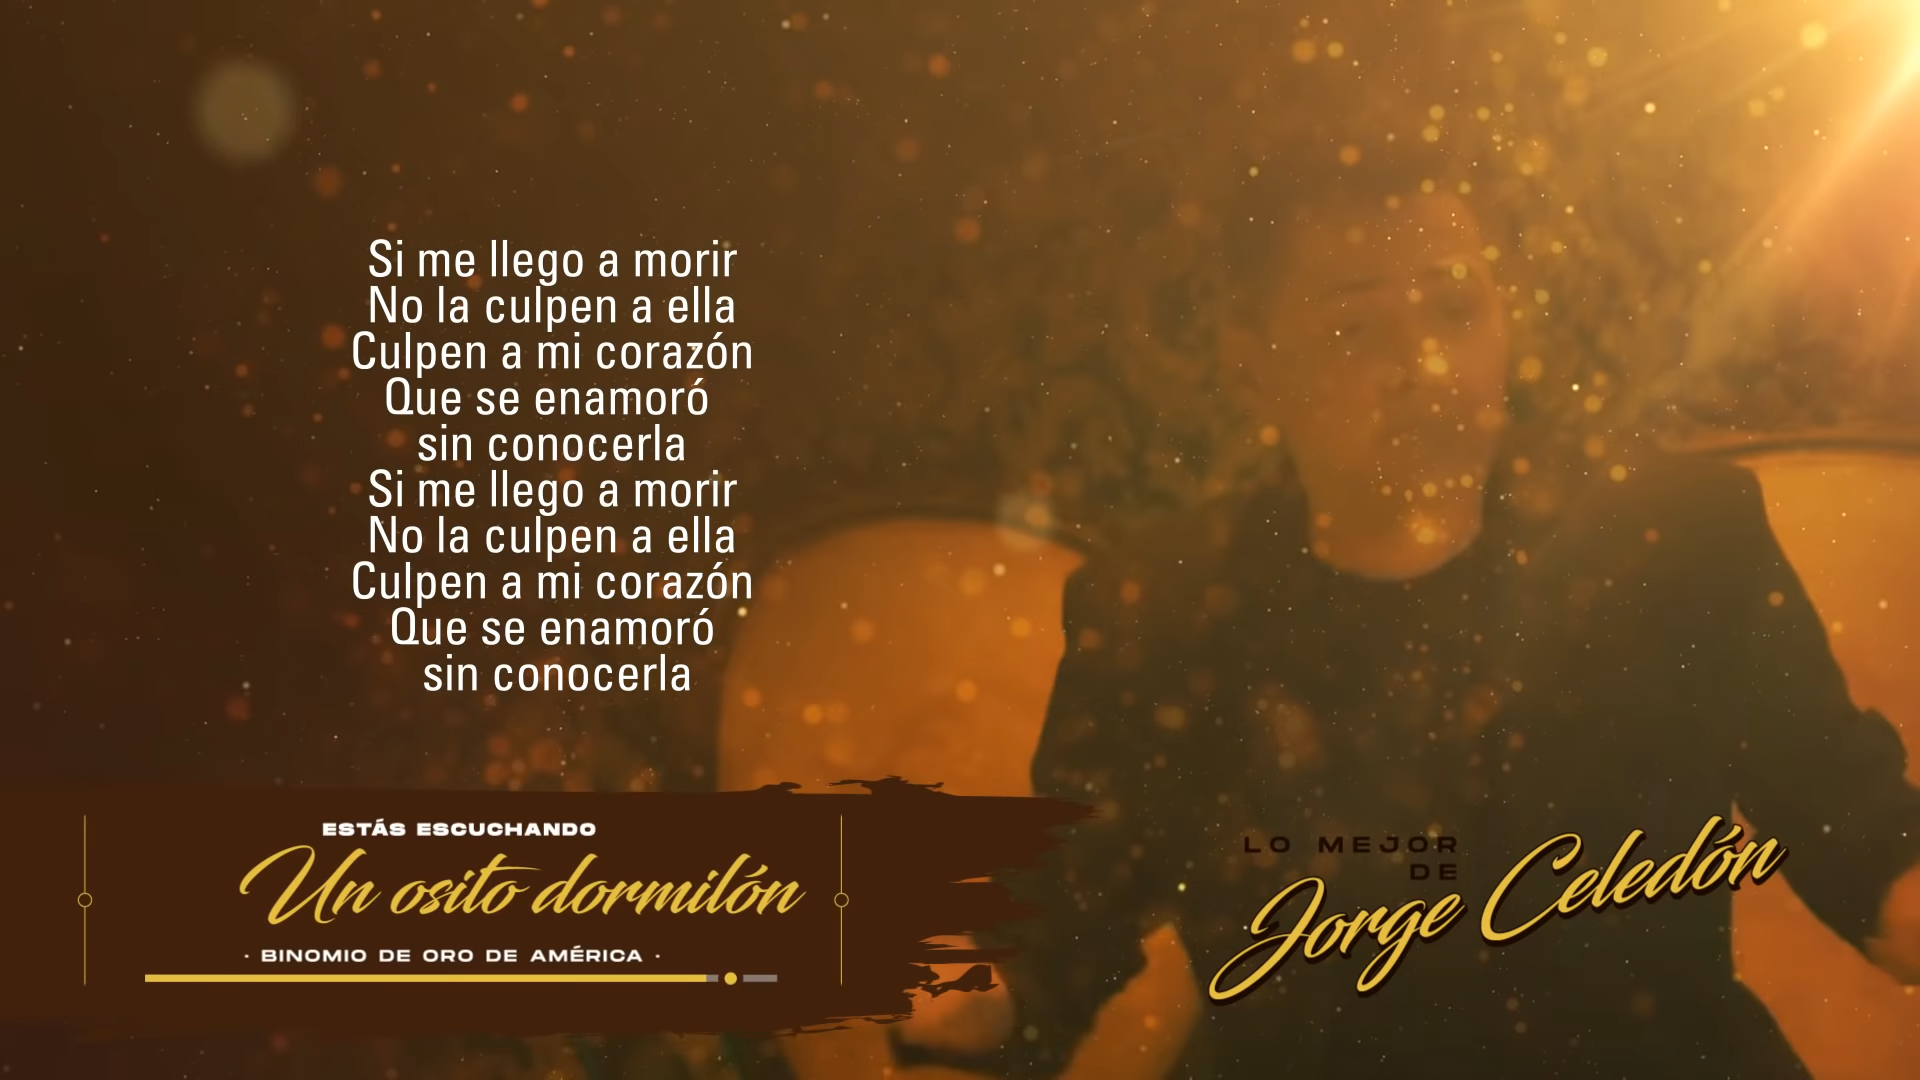 Si me llego a morir
No la culpen a ella
Culpen a mi corazón
Que se enamoró
sin conocerla
Si me llego a morir
No la culpen a ella
Culpen a mi corazón
Que se enamoró
sin conocerla
ESTÁS ESCUCHANDO
Un osito dormilón
· BINOMIO DE ORO DE AMÉRICA ·
LO MEJOR
DE
Jorge Celedón